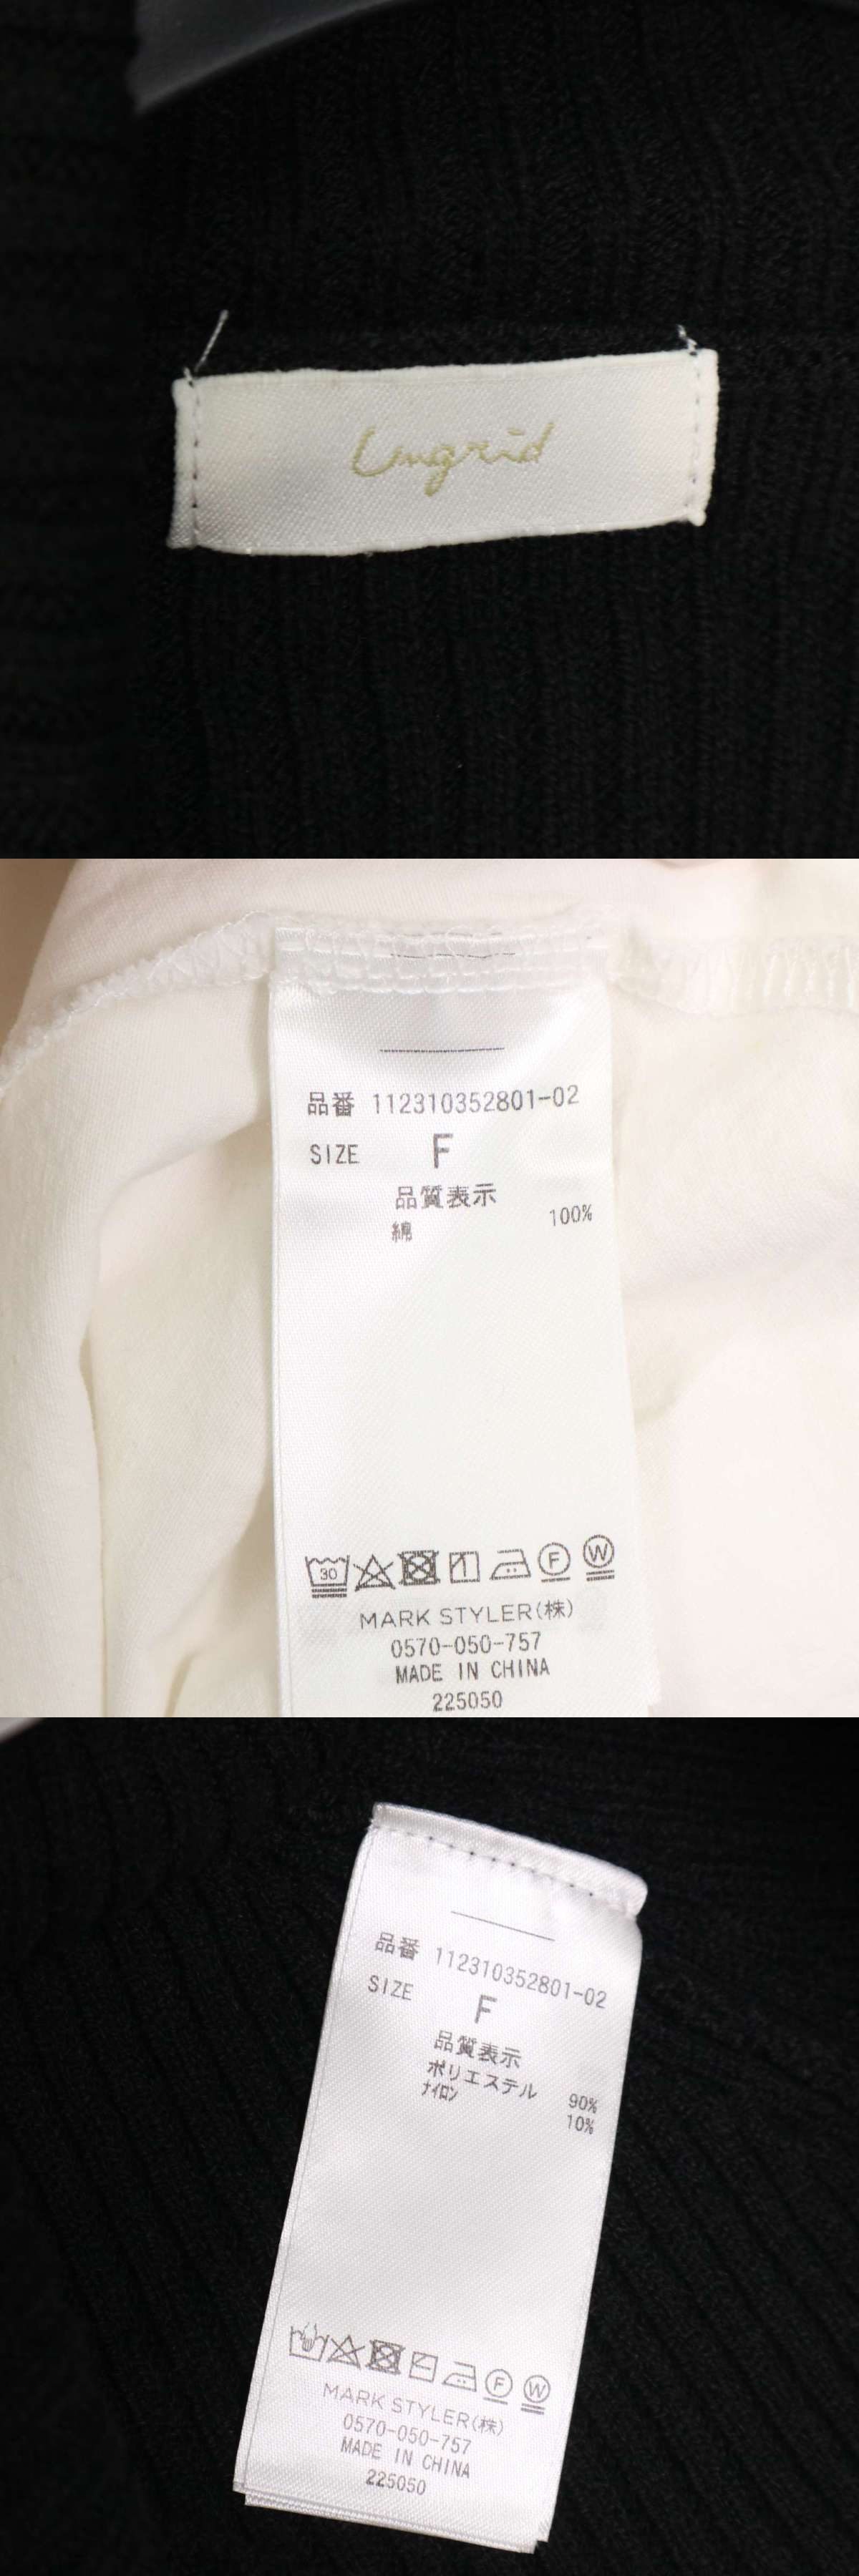 Ungrid
品番 112310352801-02
SIZE F
品質表示
綿 100%
30 F W
MARK STYLER(株)
0570-050-757
MADE IN CHINA
225050
品番 112310352801-02
SIZE F
品質表示
ポリエステル 90%
ナイロン 10%
F W
MARK STYLER(株)
0570-050-757
MADE IN CHINA
225050